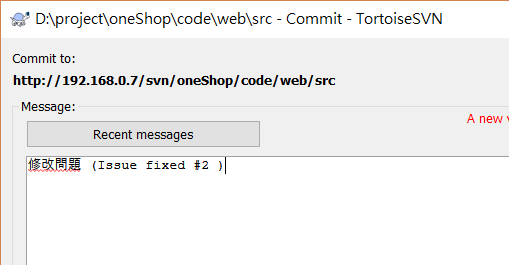 D:\project\oneShop\code\web\src - Commit - TortoiseSVN
Commit to:
http://192.168.0.7/svn/oneShop/code/web/src
Message:
A new v
Recent messages
修改問題 (Issue fixed #2 )